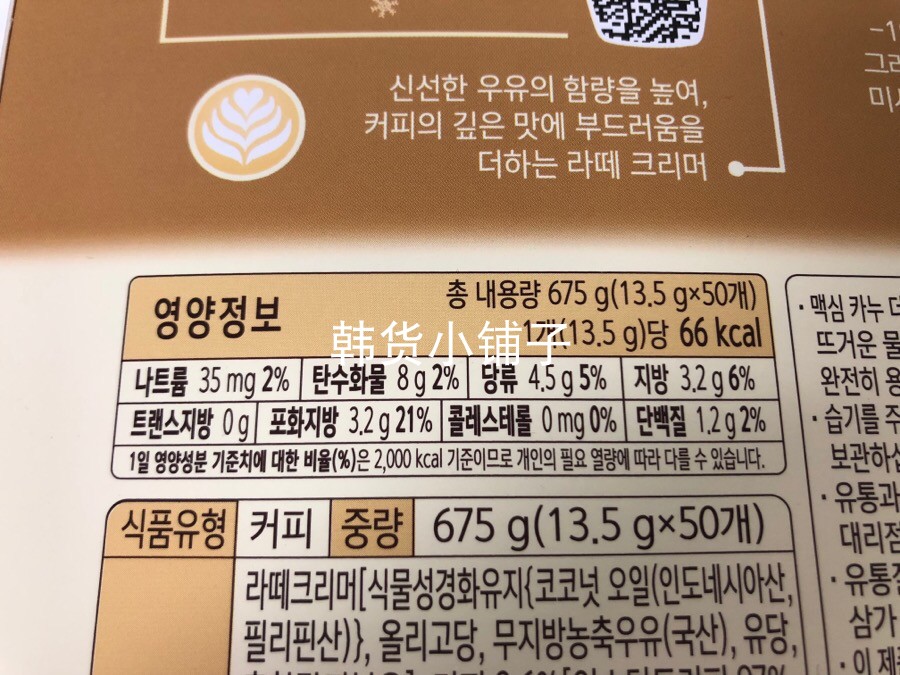 신선한 우유의 함량을 높여,
커피의 깊은 맛에 부드러움을
더하는 라떼 크리머
영양정보
총 내용량 675 g(13.5 g×50개)
1개(13.5 g)당 66 kcal
韩货小铺子
나트륨 35 mg 2% 탄수화물 8 g 2% 당류 4.5 g 5% 지방 3.2 g 6%
트랜스지방 0 g 포화지방 3.2 g 21% 콜레스테롤 0 mg 0% 단백질 1.2 g 2%
1일 영양성분 기준치에 대한 비율(%)은 2,000 kcal 기준이므로 개인의 필요 열량에 따라 다를 수 있습니다.
식품유형 커피 중량 675 g(13.5 g×50개)
라떼크리머[식물성경화유지{코코넛 오일(인도네시아산,
필리핀산)}, 올리고당, 무지방농축우유(국산), 유당,
· 맥심 카누
뜨거운
완전히
· 습기를
· 유통
대리점
· 유통
삼가
· 이